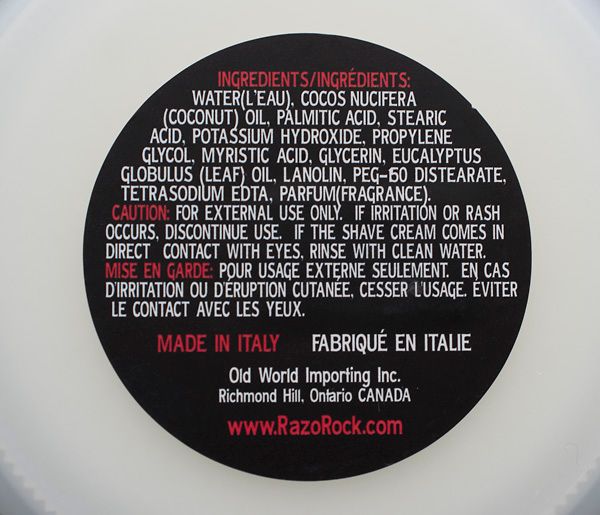 INGREDIENTS/INGRÉDIENTS:
WATER(L'EAU), COCOS NUCIFERA
(COCONUT) OIL, PALMITIC ACID, STEARIC
ACID, POTASSIUM HYDROXIDE, PROPYLENE
GLYCOL, MYRISTIC ACID, GLYCERIN, EUCALYPTUS
GLOBULUS (LEAF) OIL, LANOLIN, PEG-150 DISTEARATE,
TETRASODIUM EDTA, PARFUM(FRAGRANCE).
CAUTION: FOR EXTERNAL USE ONLY. IF IRRITATION OR RASH
OCCURS, DISCONTINUE USE. IF THE SHAVE CREAM COMES IN
DIRECT CONTACT WITH EYES, RINSE WITH CLEAN WATER.
MISE EN GARDE: POUR USAGE EXTERNE SEULEMENT. EN CAS
D'IRRITATION OU D'ÉRUPTION CUTANÉE, CESSER L'USAGE. ÉVITER
LE CONTACT AVEC LES YEUX.
MADE IN ITALY FABRIQUÉ EN ITALIE
Old World Importing Inc.
Richmond Hill, Ontario CANADA
www.RazoRock.com